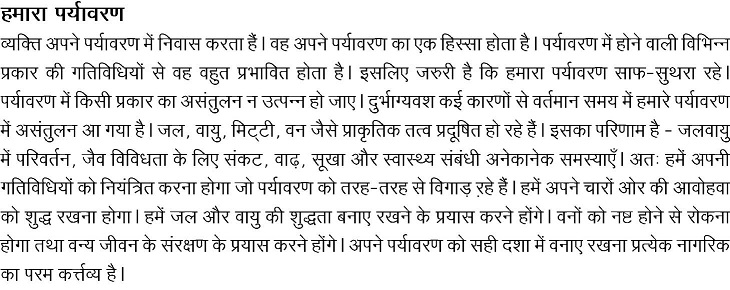 हमारा पर्यावरण
व्यक्ति अपने पर्यावरण में निवास करता है। वह अपने पर्यावरण का एक हिस्सा होता है। पर्यावरण में होने वाली विभिन्न
प्रकार की गतिविधियों से वह वहुत प्रभावित होता है। इसलिए जरुरी है कि हमारा पर्यावरण साफ-सुथरा रहे।
पर्यावरण में किसी प्रकार का असंतुलन न उत्पन्न हो जाए। दुर्भाग्यवश कई कारणों से वर्तमान समय में हमारे पर्यावरण
में असंतुलन आ गया है। जल, वायु, मिट्टी, वन जैसे प्राकृतिक तत्व प्रदूषित हो रहे हैं। इसका परिणाम है - जलवायु
में परिवर्तन, जैव विविधता के लिए संकट, वाढ़, सूखा और स्वास्थ्य संबंधी अनेकानेक समस्याएँ। अतः हमें अपनी
गतिविधियों को नियंत्रित करना होगा जो पर्यावरण को तरह-तरह से विगाड़ रहे हैं। हमें अपने चारों ओर की आवोहवा
को शुद्ध रखना होगा। हमें जल और वायु की शुद्धता बनाए रखने के प्रयास करने होंगे। वनों को नष्ट होने से रोकना
होगा तथा वन्य जीवन के संरक्षण के प्रयास करने होंगे। अपने पर्यावरण को सही दशा में वनाए रखना प्रत्येक नागरिक
का परम कर्त्तव्य है।